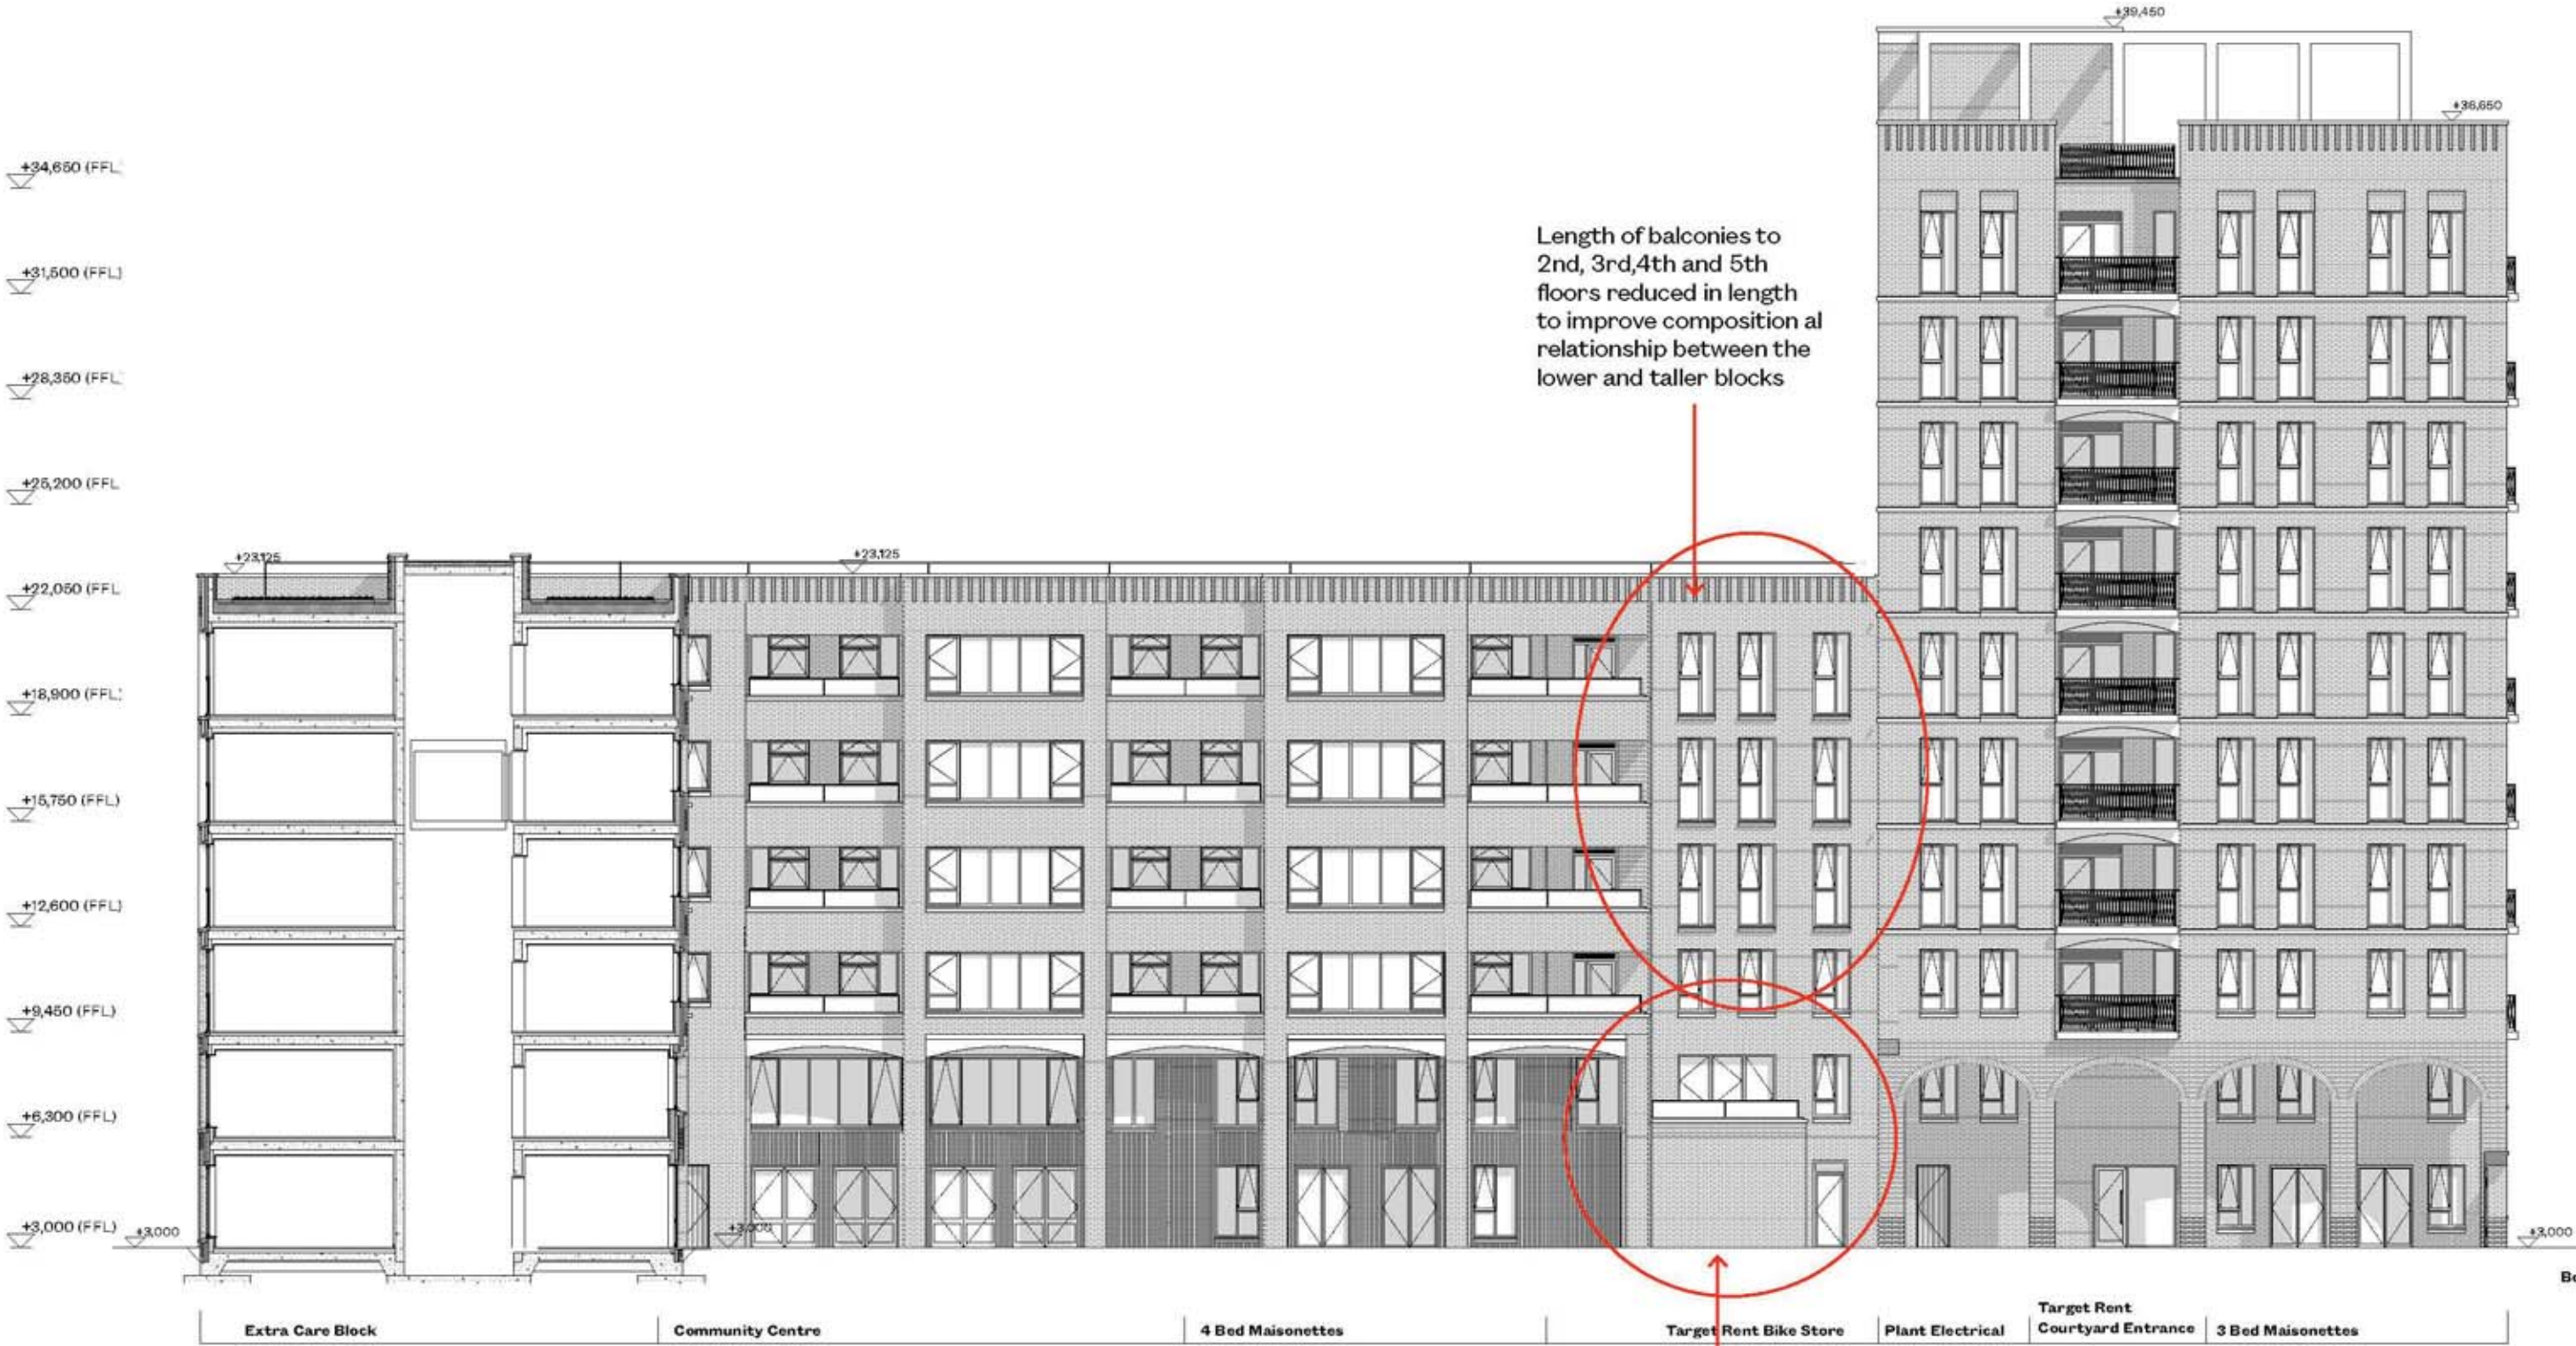 +39,450
+36,650
+34,650 (FFL
+31,500 (FFL)
+28,350 (FFL
+25,200 (FFL
+22,050 (FFL
+18,900 (FFL)
+15,750 (FFL)
+12,600 (FFL)
+9,450 (FFL)
+6,300 (FFL)
+3,000 (FFL)
+3,000
+23,125
+23,125
Length of balconies to
2nd, 3rd,4th and 5th
floors reduced in length
to improve composition al
relationship between the
lower and taller blocks
+3,000
+3,000
Extra Care Block
Community Centre
4 Bed Maisonettes
Target Rent Bike Store
Plant Electrical
Target Rent
Courtyard Entrance
3 Bed Maisonettes